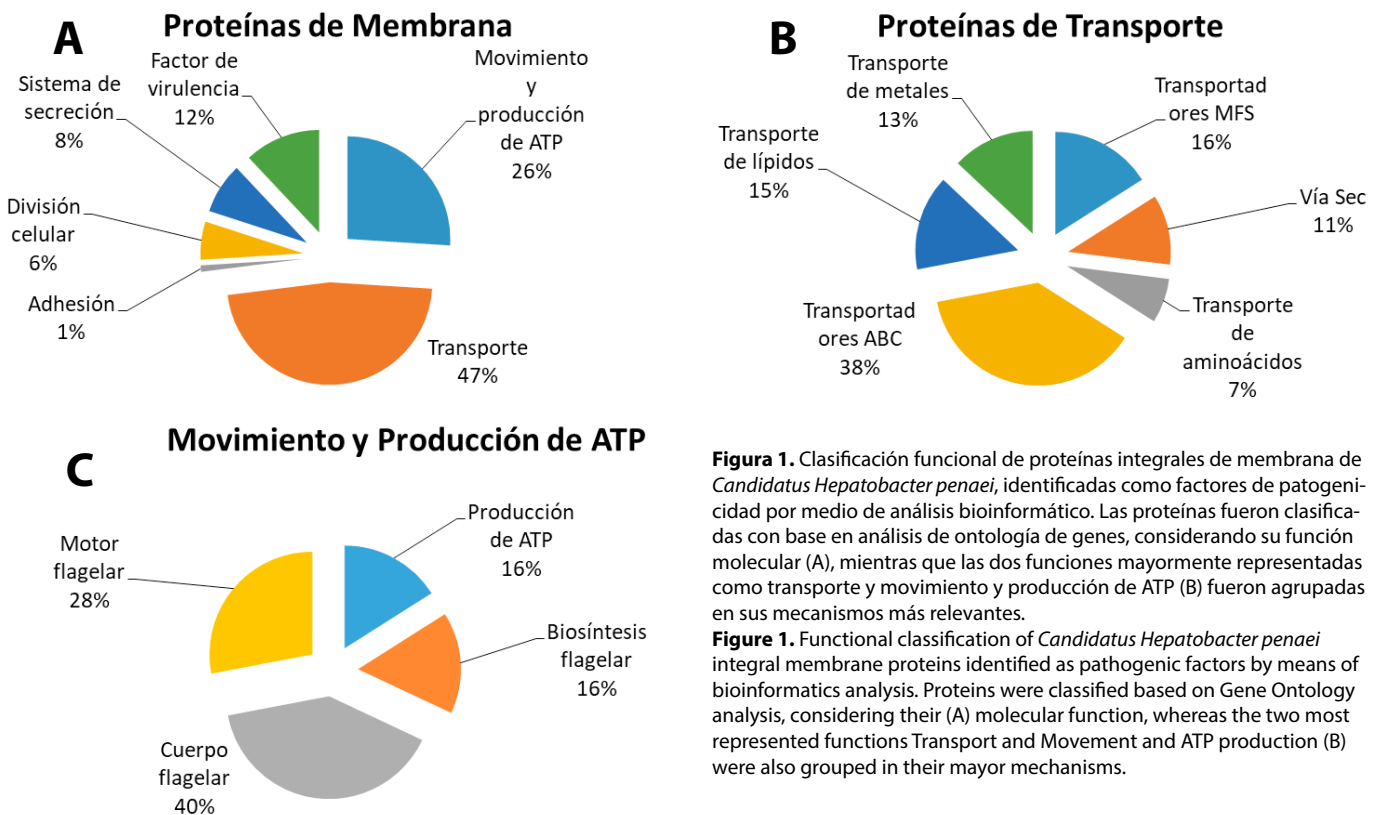 A
Proteínas de Membrana
Movimiento
y
producción
de ATP
26%
Transporte
47%
Adhesión
1%
División
celular
6%
Sistema de
secreción
8%
Factor de
virulencia
12%
B
Proteínas de Transporte
Transportad
ores MFS
16%
Vía Sec
11%
Transporte
de
aminoácidos
7%
Transportad
ores ABC
38%
Transporte
de lípidos
15%
Transporte
de metales
13%
C
Movimiento y Producción de ATP
Producción
de ATP
16%
Biosíntesis
flagelar
16%
Cuerpo
flagelar
40%
Motor
flagelar
28%
Figura 1. Clasificación funcional de proteínas integrales de membrana de
Candidatus Hepatobacter penaei, identificadas como factores de patogeni-
cidad por medio de análisis bioinformático. Las proteínas fueron clasifica-
das con base en análisis de ontología de genes, considerando su función
molecular (A), mientras que las dos funciones mayormente representadas
como transporte y movimiento y producción de ATP (B) fueron agrupadas
en sus mecanismos más relevantes.
Figure 1. Functional classification of Candidatus Hepatobacter penaei
integral membrane proteins identified as pathogenic factors by means of
bioinformatics analysis. Proteins were classified based on Gene Ontology
analysis, considering their (A) molecular function, whereas the two most
represented functions Transport and Movement and ATP production (B)
were also grouped in their mayor mechanisms.